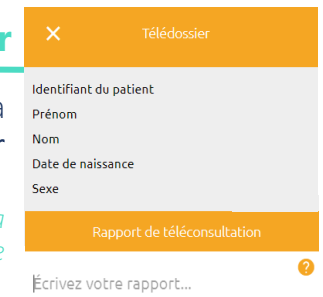 Télédossier
Identifiant du patient
Prénom
Nom
Date de naissance
Sexe
Rapport de téléconsultation
?
Écrivez votre rapport...